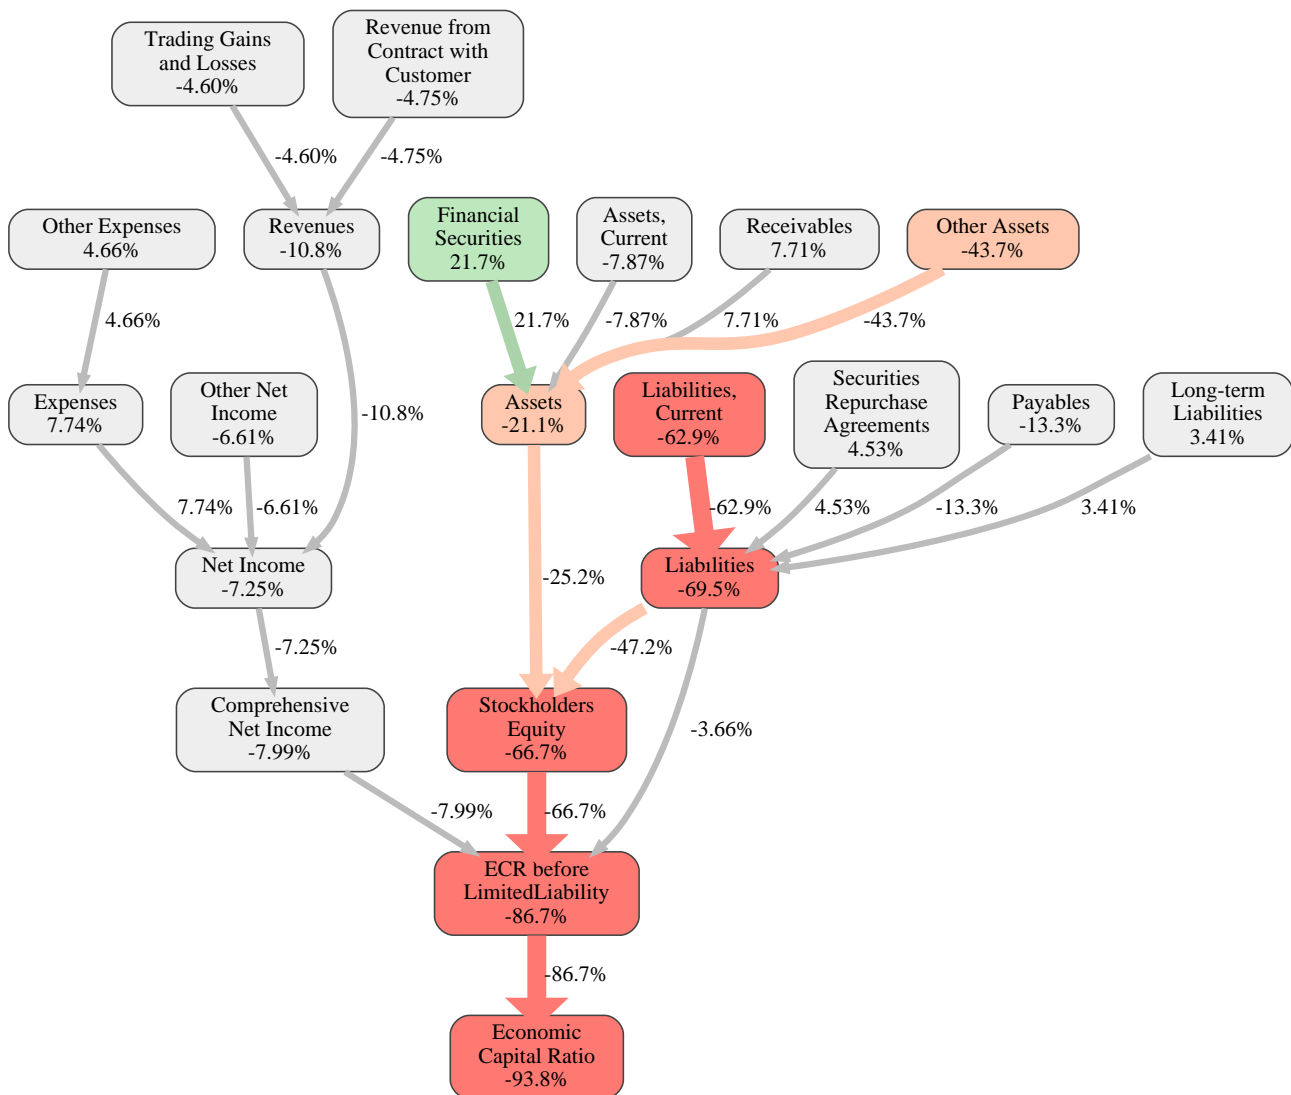 Trading Gains
and Losses
-4.60%
Revenue from
Contract with
Customer
-4.75%
-4.60%
-4.75%
Other Expenses
4.66%
Revenues
-10.8%
Financial
Securities
21.7%
Assets,
Current
-7.87%
Receivables
7.71%
Other Assets
-43.7%
4.66%
21.7%
-7.87%
7.71%
-43.7%
Expenses
7.74%
Other Net
Income
-6.61%
-10.8%
Assets
-21.1%
Liabilities,
Current
-62.9%
Securities
Repurchase
Agreements
4.53%
Payables
-13.3%
Long-term
Liabilities
3.41%
7.74%
-6.61%
-62.9%
4.53%
-13.3%
3.41%
Net Income
-7.25%
-25.2%
Liabilities
-69.5%
-7.25%
-47.2%
Comprehensive
Net Income
-7.99%
Stockholders
Equity
-66.7%
-3.66%
-7.99%
-66.7%
ECR before
LimitedLiability
-86.7%
-86.7%
Economic
Capital Ratio
-93.8%